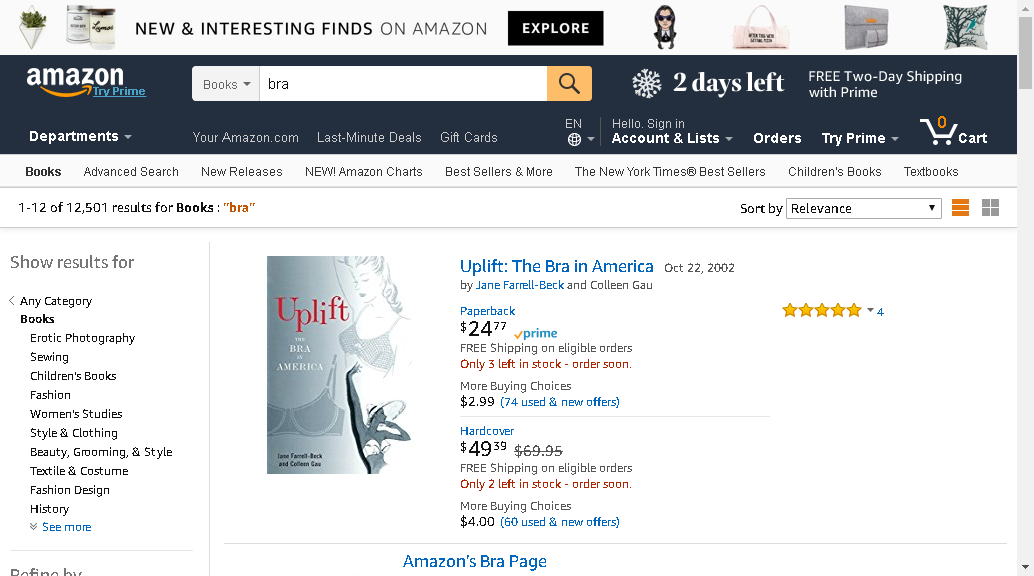 NEW & INTERESTING FINDS ON AMAZON EXPLORE
amazon
Try Prime
Books
bra
2 days left
FREE Two-Day Shipping
with Prime
Departments
Your Amazon.com Last-Minute Deals Gift Cards
EN
Hello. Sign in
Account & Lists
Orders
Try Prime
0
Cart
Books Advanced Search New Releases NEW! Amazon Charts Best Sellers & More The New York Times® Best Sellers Children's Books Textbooks
1-12 of 12,501 results for Books : "bra"
Sort by Relevance
Show results for
Any Category
Books
Erotic Photography
Sewing
Children's Books
Fashion
Women's Studies
Style & Clothing
Beauty, Grooming, & Style
Textile & Costume
Fashion Design
History
See more
Refine by
Uplift
THE
BRA
IN
AMERICA
Jane Farrell-Beck
and Colleen Gau
Uplift: The Bra in America Oct 22, 2002
by Jane Farrell-Beck and Colleen Gau
Paperback
$24.77 prime
FREE Shipping on eligible orders
Only 3 left in stock - order soon.
More Buying Choices
$2.99 (74 used & new offers)
4
Hardcover
$49.39 $69.95
FREE Shipping on eligible orders
Only 2 left in stock - order soon.
More Buying Choices
$4.00 (60 used & new offers)
Amazon's Bra Page